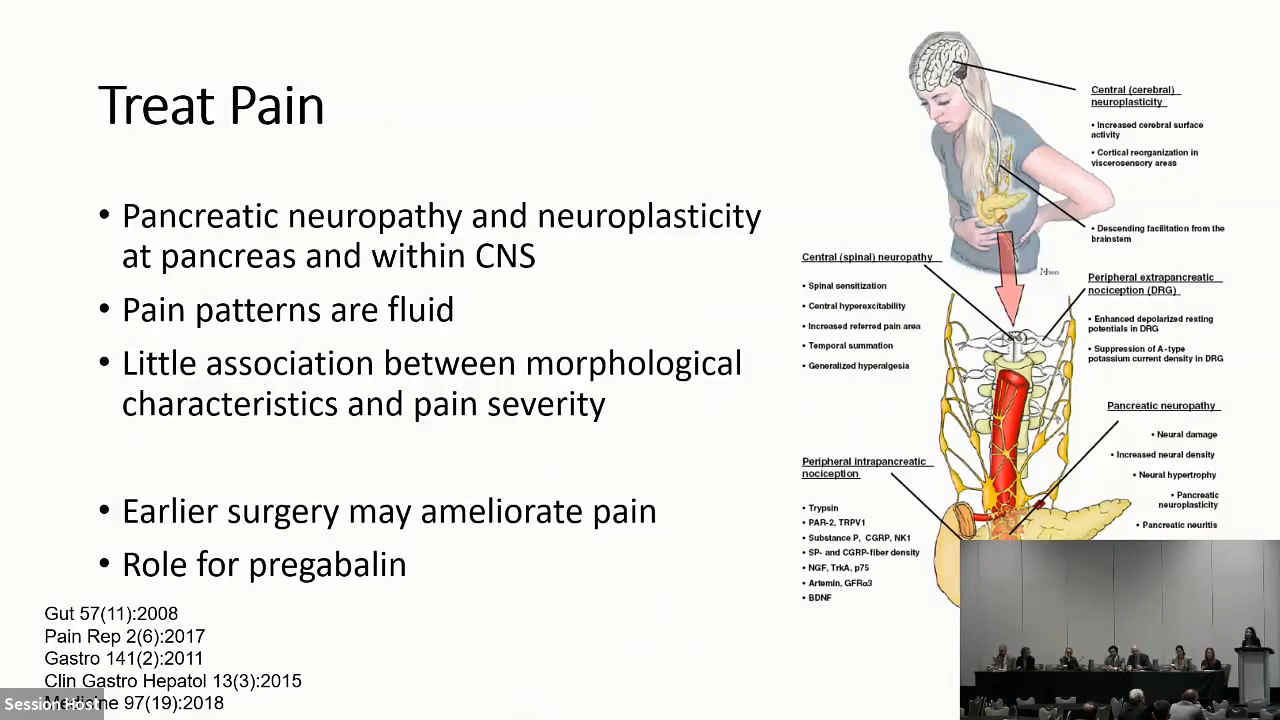 Treat Pain
• Pancreatic neuropathy and neuroplasticity
at pancreas and within CNS
• Pain patterns are fluid
• Little association between morphological
characteristics and pain severity
• Earlier surgery may ameliorate pain
• Role for pregabalin
Gut 57(11):2008
Pain Rep 2(6):2017
Gastro 141(2):2011
Clin Gastro Hepatol 13(3):2015
Medicine 97(19):2018
Session Host
Central (cerebral)
neuroplasticity
• Increased cerebral surface
activity
• Cortical reorganization in
viscerosensory areas
• Descending facilitation from the
brainstem
Central (spinal) neuropathy
• Spinal sensitization
• Central hyperexcitability
• Increased referred pain area
• Temporal summation
• Generalized hyperalgesia
Peripheral extrapancreatic
nociception (DRG)
• Enhanced depolarized resting
potentials in DRG
• Suppression of A-type
potassium current density in DRG
Pancreatic neuropathy
• Neural damage
• Increased neural density
• Neural hypertrophy
• Pancreatic
neuroplasticity
• Pancreatic neuritis
Peripheral intrapancreatic
nociception
• Trypsin
• PAR-2, TRPV1
• Substance P, CGRP, NK1
• SP- and CGRP-fiber density
• NGF, TrkA, p75
• Artemin, GFRα3
• BDNF